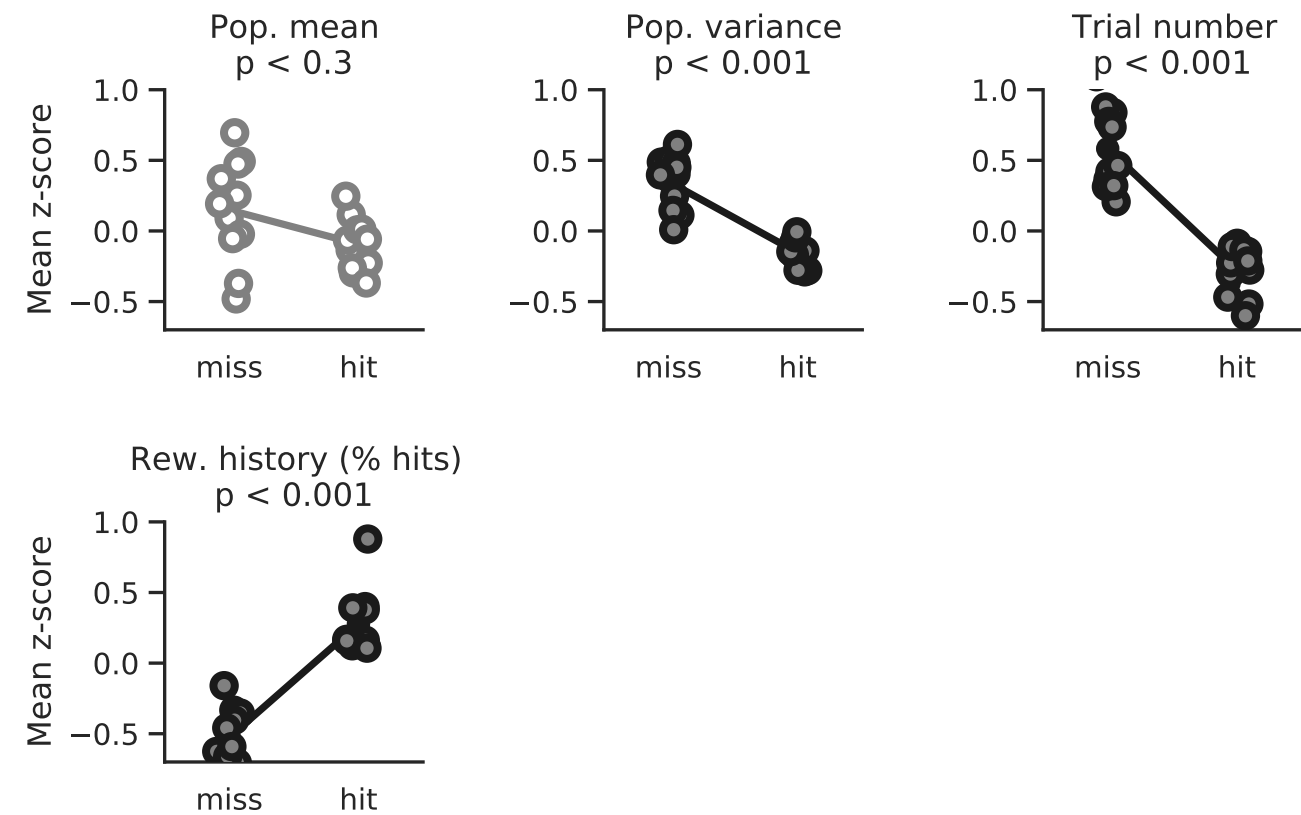 Pop. mean
p < 0.3
Pop. variance
p < 0.001
Trial number
p < 0.001
Mean z-score
1.0
0.5
0.0
−0.5
miss hit
1.0
0.5
0.0
−0.5
miss hit
1.0
0.5
0.0
−0.5
miss hit
Rew. history (% hits)
p < 0.001
Mean z-score
1.0
0.5
0.0
−0.5
miss hit